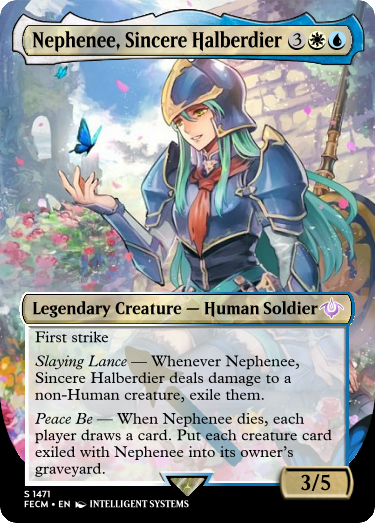 Nephenee, Sincere Halberdier 3
Legendary Creature — Human Soldier
First strike
Slaying Lance — Whenever Nephenee,
Sincere Halberdier deals damage to a
non-Human creature, exile them.
Peace Be — When Nephenee dies, each
player draws a card. Put each creature card
exiled with Nephenee into its owner's
graveyard.
3/5
S 1471
FECM • EN INTELLIGENT SYSTEMS